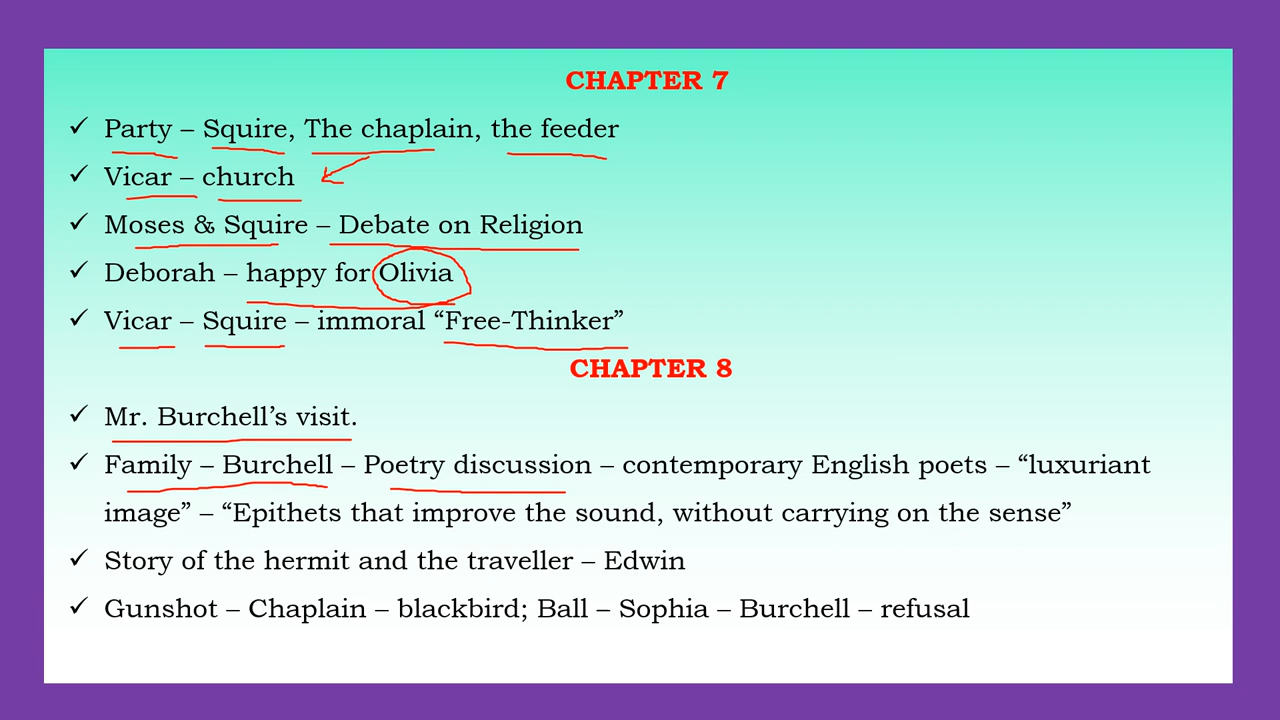 CHAPTER 7
✓ Party – Squire, The chaplain, the feeder
✓ Vicar – church
✓ Moses & Squire – Debate on Religion
✓ Deborah – happy for Olivia
✓ Vicar – Squire – immoral “Free-Thinker”
CHAPTER 8
✓ Mr. Burchell’s visit.
✓ Family – Burchell – Poetry discussion – contemporary English poets – “luxuriant
image” – “Epithets that improve the sound, without carrying on the sense”
✓ Story of the hermit and the traveller – Edwin
✓ Gunshot – Chaplain – blackbird; Ball – Sophia – Burchell – refusal